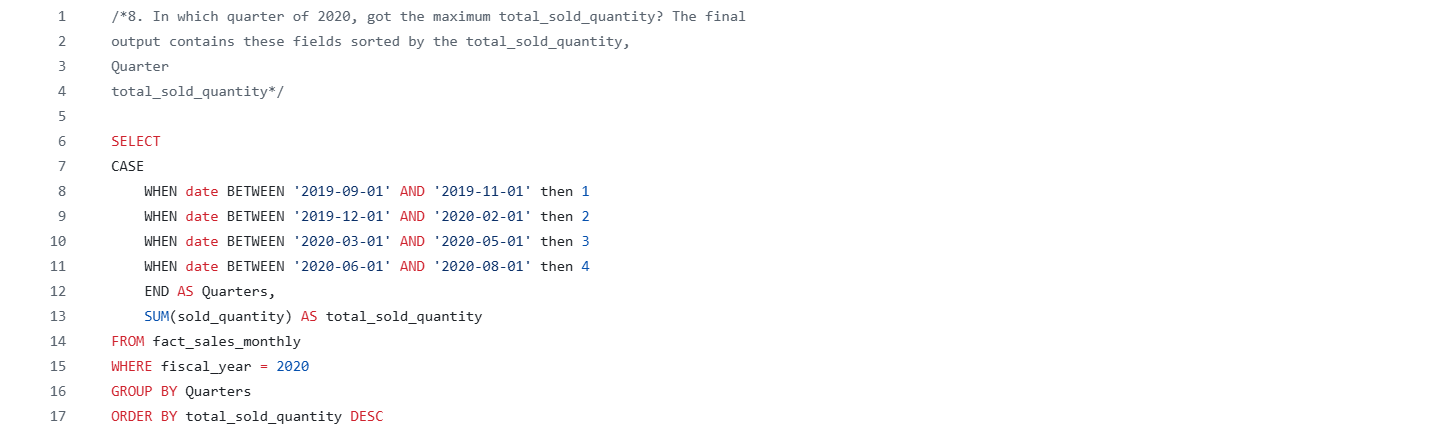 1 /*8. In which quarter of 2020, got the maximum total_sold_quantity? The final
2 output contains these fields sorted by the total_sold_quantity,
3 Quarter
4 total_sold_quantity*/
5
6 SELECT
7 CASE
8     WHEN date BETWEEN '2019-09-01' AND '2019-11-01' then 1
9     WHEN date BETWEEN '2019-12-01' AND '2020-02-01' then 2
10     WHEN date BETWEEN '2020-03-01' AND '2020-05-01' then 3
11     WHEN date BETWEEN '2020-06-01' AND '2020-08-01' then 4
12     END AS Quarters,
13     SUM(sold_quantity) AS total_sold_quantity
14 FROM fact_sales_monthly
15 WHERE fiscal_year = 2020
16 GROUP BY Quarters
17 ORDER BY total_sold_quantity DESC